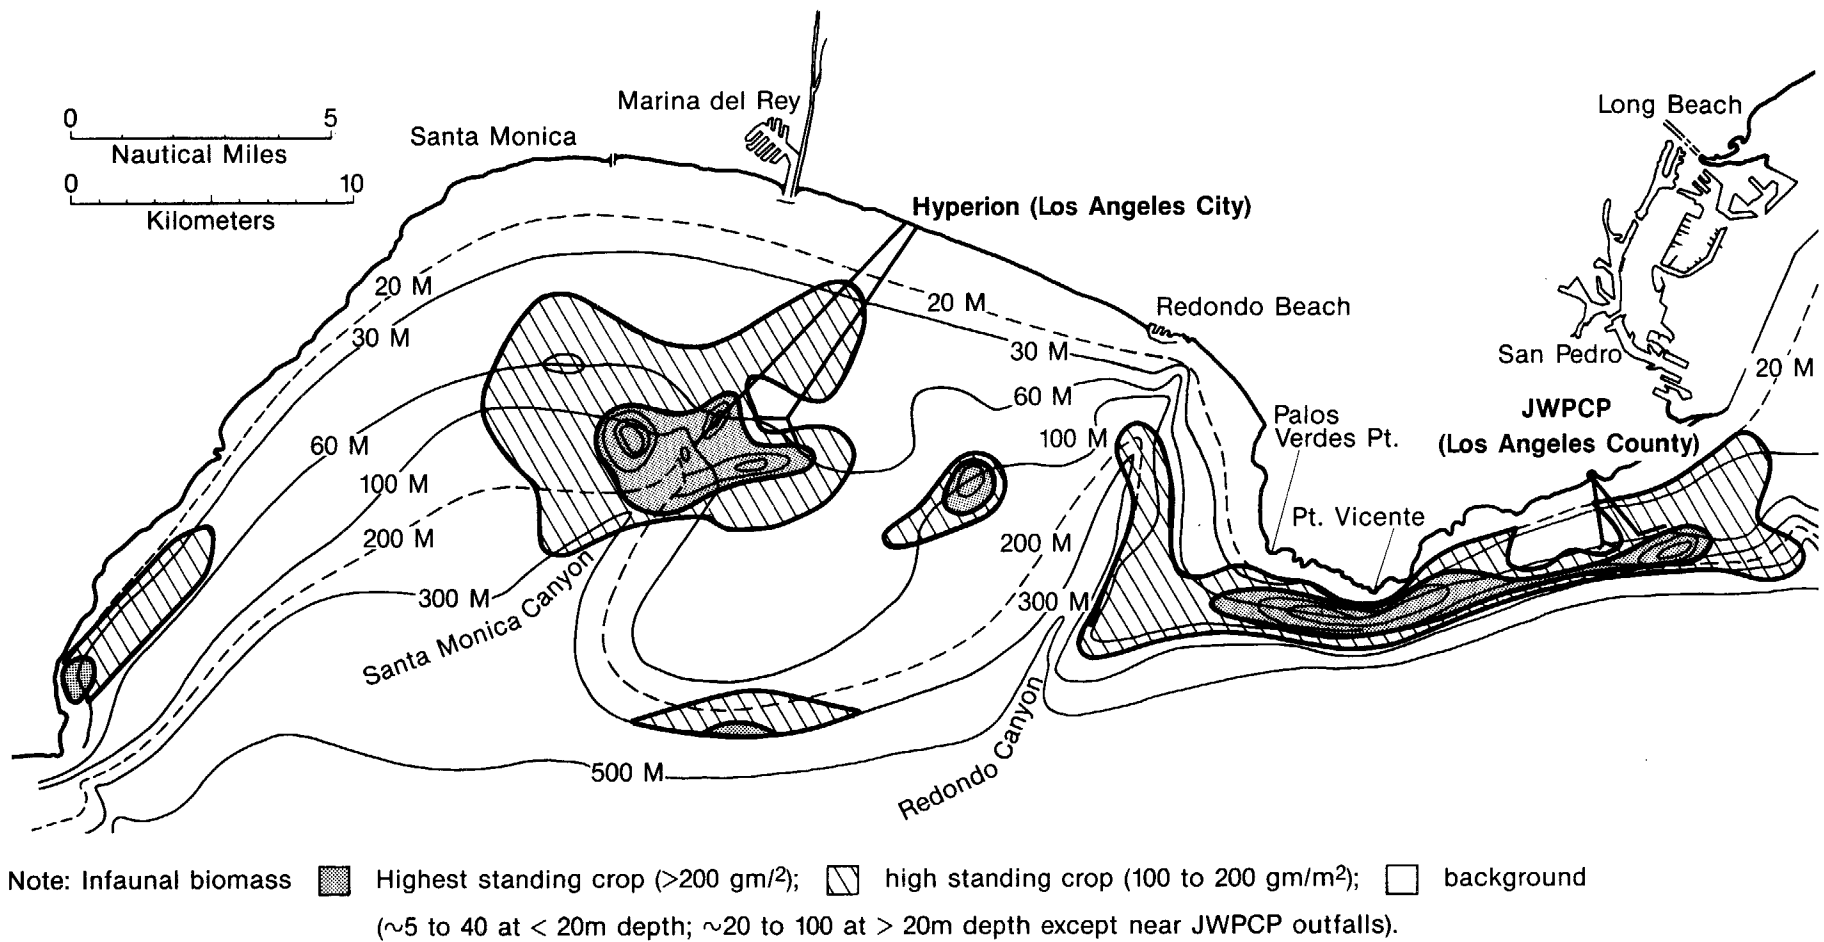 Marina del Rey
Santa Monica
Long Beach
0 5
Nautical Miles
0 10
Kilometers
Hyperion (Los Angeles City)
20 M
20 M
Redondo Beach
30 M
30 M
San Pedro
20 M
60 M
Palos
Verdes Pt.
JWPCP
(Los Angeles County)
60 M
100 M
100 M
Pt. Vicente
200 M
200 M
300 M
300 M
Santa Monica Canyon
500 M
Redondo Canyon
Note: Infaunal biomass Highest standing crop (>200 gm/2); high standing crop (100 to 200 gm/m2); background
(~5 to 40 at < 20m depth; ~20 to 100 at > 20m depth except near JWPCP outfalls).